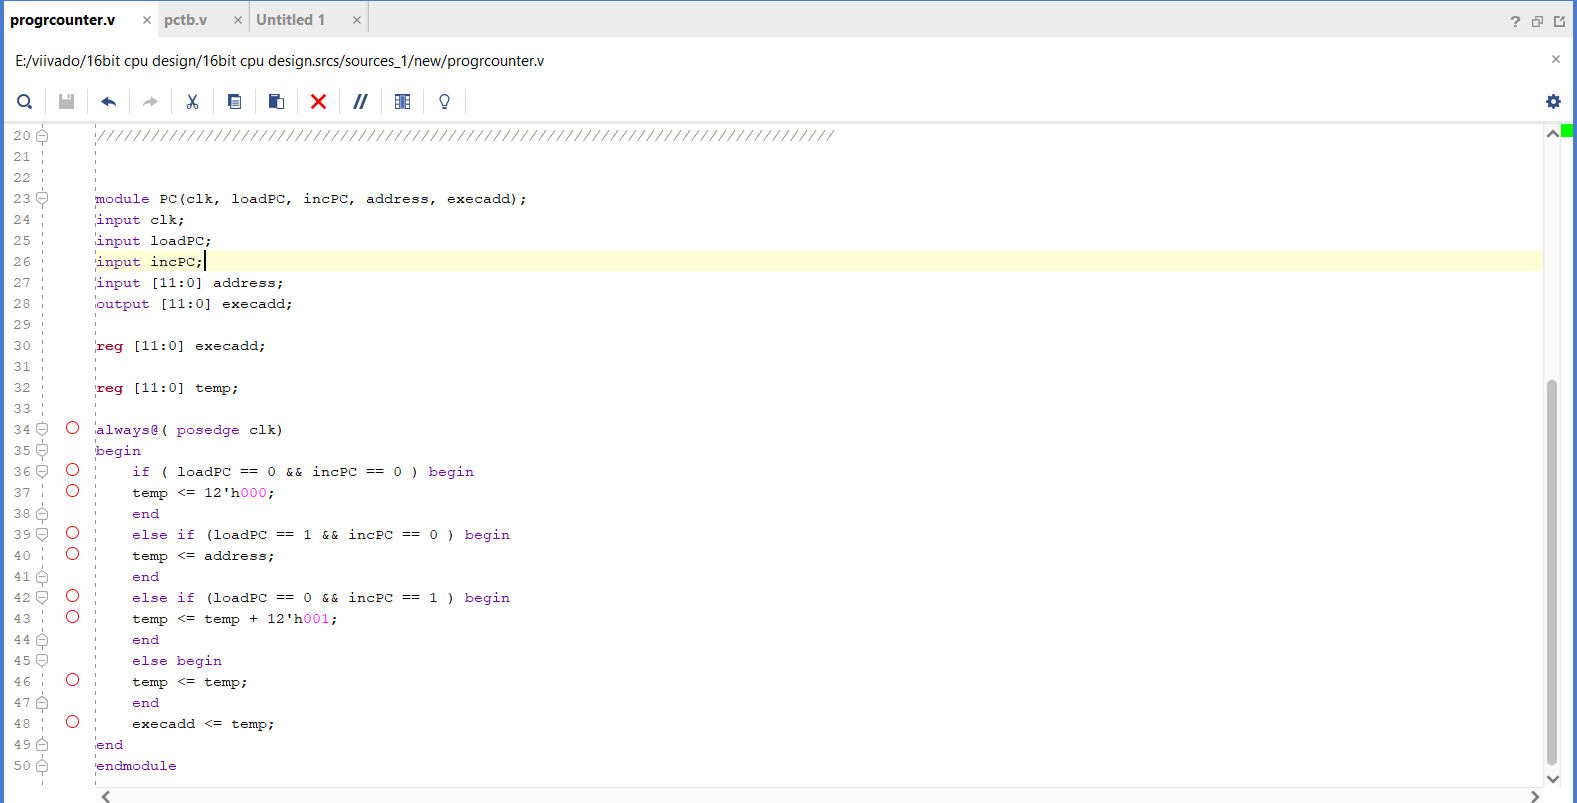 progrcounter.v × pctb.v × Untitled 1 ×
E:/viivado/16bit cpu design/16bit cpu design.srcs/sources_1/new/progrcounter.v
20 //////////////////////////////////////////////////////////////////////////////////
21
22
23 module PC(clk, loadPC, incPC, address, execadd);
24 input clk;
25 input loadPC;
26 input incPC;
27 input [11:0] address;
28 output [11:0] execadd;
29
30 reg [11:0] execadd;
31
32 reg [11:0] temp;
33
34 always@( posedge clk)
35 begin
36     if ( loadPC == 0 && incPC == 0 ) begin
37     temp <= 12'h000;
38     end
39     else if (loadPC == 1 && incPC == 0 ) begin
40     temp <= address;
41     end
42     else if (loadPC == 0 && incPC == 1 ) begin
43     temp <= temp + 12'h001;
44     end
45     else begin
46     temp <= temp;
47     end
48     execadd <= temp;
49 end
50 endmodule